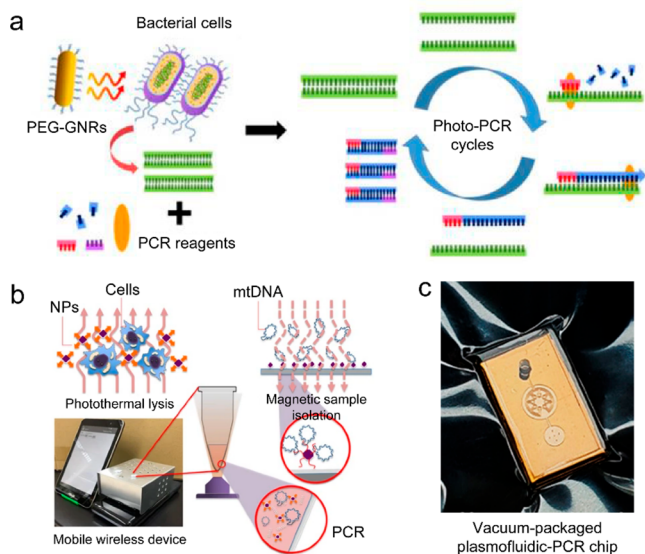 a
Bacterial cells
PEG-GNRs
PCR reagents
Photo-PCR
cycles
b
Cells
NPs
mtDNA
Photothermal lysis
Magnetic sample
isolation
Mobile wireless device
PCR
c
Vacuum-packaged
plasmofluidic-PCR chip